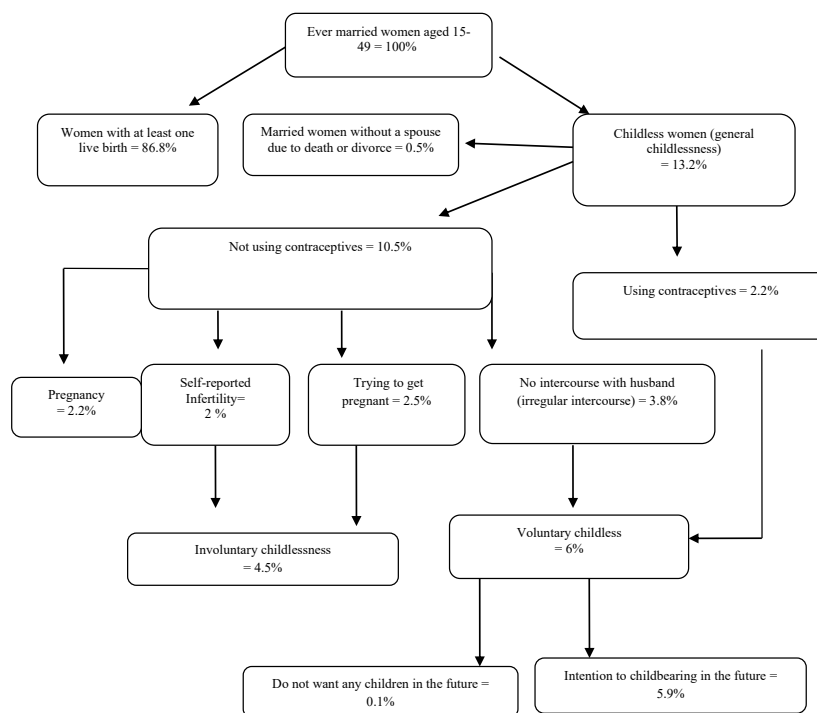 Ever married women aged 15-
49 = 100%
Women with at least one
live birth = 86.8%
Married women without a spouse
due to death or divorce = 0.5%
Childless women (general
childlessness)
= 13.2%
Not using contraceptives = 10.5%
Using contraceptives = 2.2%
Pregnancy
= 2.2%
Self-reported
Infertility=
2 %
Trying to get
pregnant = 2.5%
No intercourse with husband
(irregular intercourse) = 3.8%
Involuntary childlessness
= 4.5%
Voluntary childless
= 6%
Do not want any children in the future =
0.1%
Intention to childbearing in the future =
5.9%